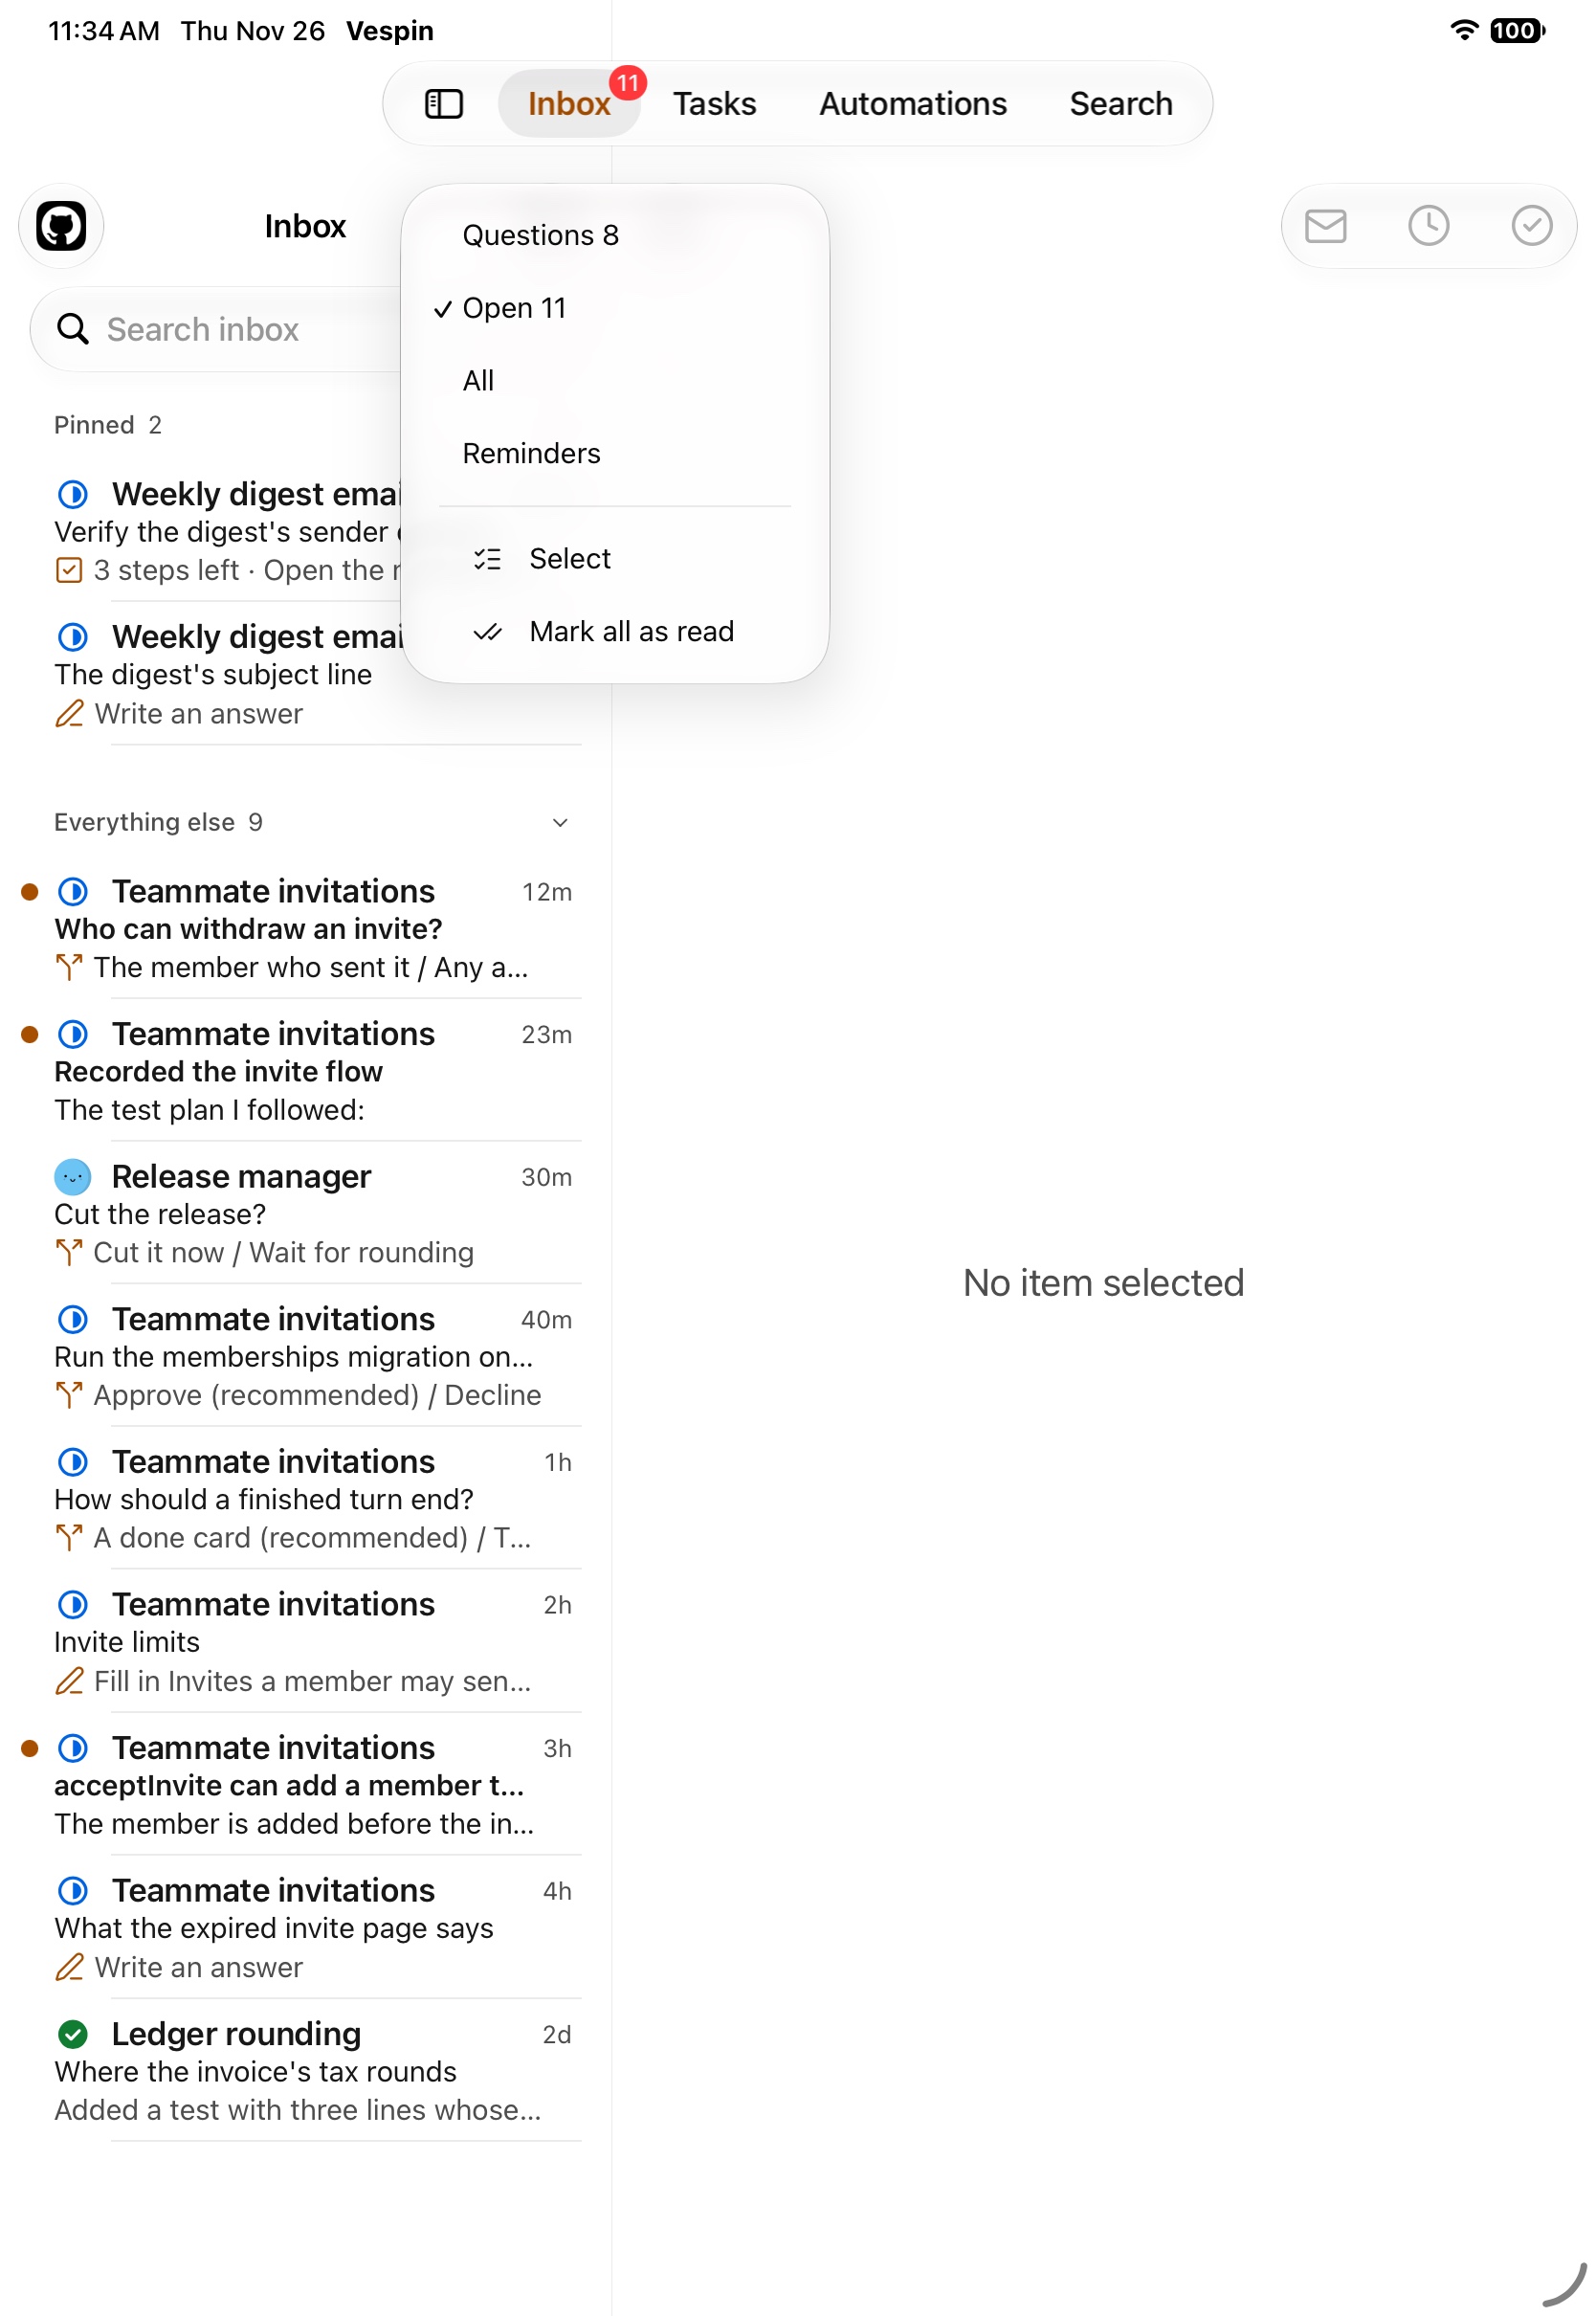 11:34 AM Thu Nov 26 Vespin
100
Inbox 11 Tasks Automations Search
Inbox
Search inbox
Questions 8
Open 11
All
Reminders
Select
Mark all as read
Pinned 2
Weekly digest emai
Verify the digest's sender
3 steps left · Open the
Weekly digest emai
The digest's subject line
Write an answer
Everything else 9
Teammate invitations 12m
Who can withdraw an invite?
The member who sent it / Any a...
Teammate invitations 23m
Recorded the invite flow
The test plan I followed:
Release manager 30m
Cut the release?
Cut it now / Wait for rounding
Teammate invitations 40m
Run the memberships migration on...
Approve (recommended) / Decline
Teammate invitations 1h
How should a finished turn end?
A done card (recommended) / T...
Teammate invitations 2h
Invite limits
Fill in Invites a member may sen...
Teammate invitations 3h
acceptInvite can add a member t...
The member is added before the in...
Teammate invitations 4h
What the expired invite page says
Write an answer
Ledger rounding 2d
Where the invoice's tax rounds
Added a test with three lines whose...
No item selected